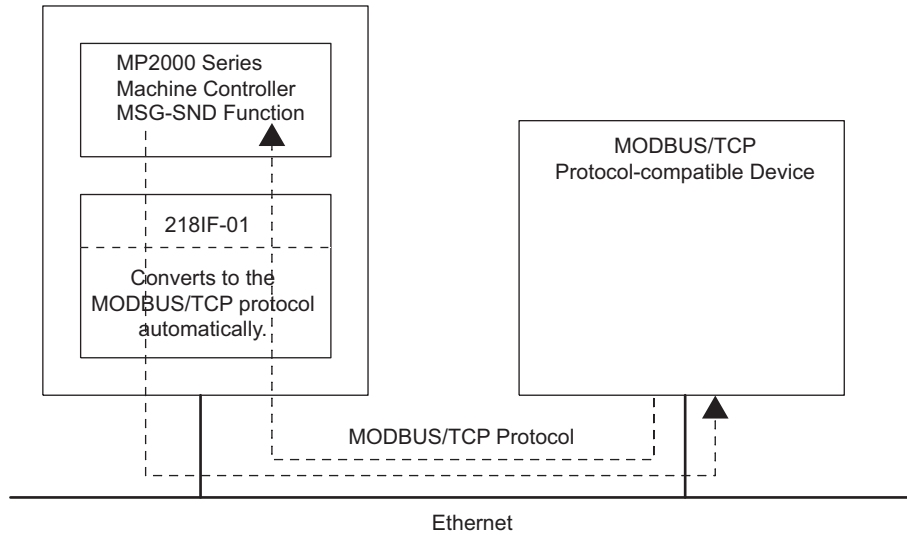 MP2000 Series
Machine Controller
MSG-SND Function
218IF-01
Converts to the
MODBUS/TCP protocol
automatically.
MODBUS/TCP
Protocol-compatible Device
MODBUS/TCP Protocol
Ethernet